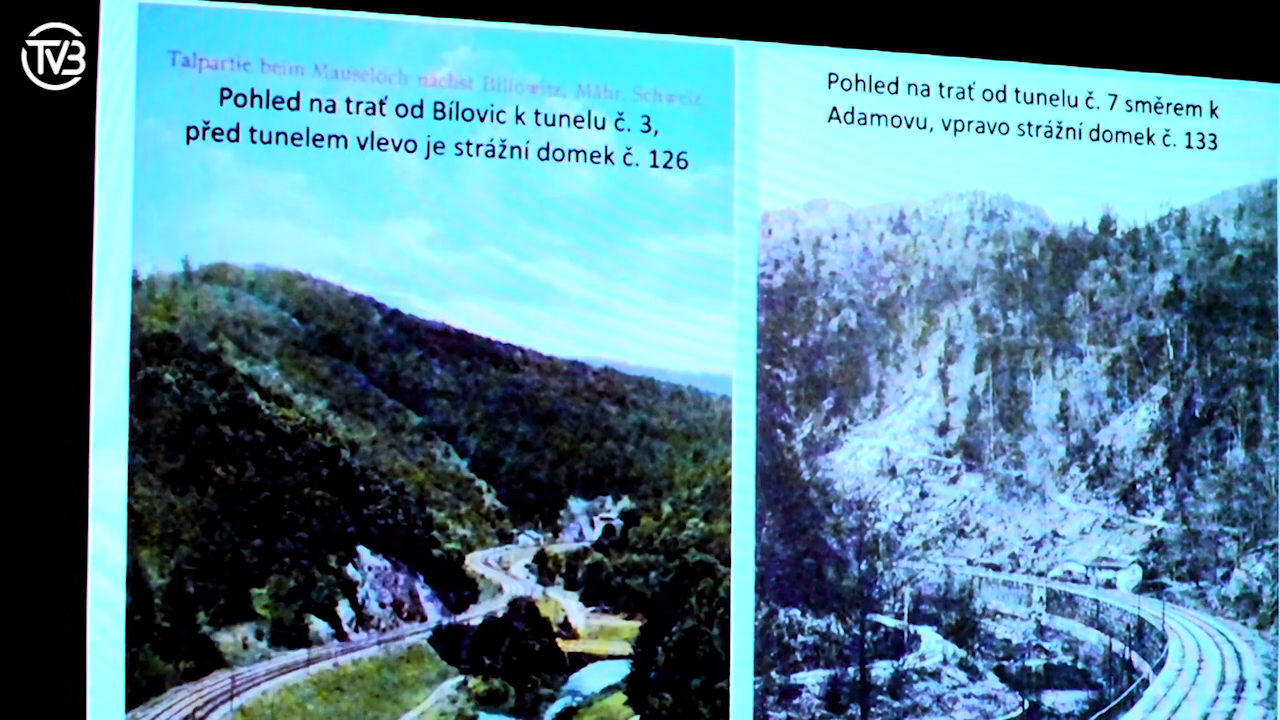 TVB
Talpartie beim Mauseloch nächst Billowitz, Mähr. Schweiz.
Pohled na trať od Bílovic k tunelu č. 3,
před tunelem vlevo je strážní domek č. 126
Pohled na trať od tunelu č. 7 směrem k
Adamovu, vpravo strážní domek č. 133